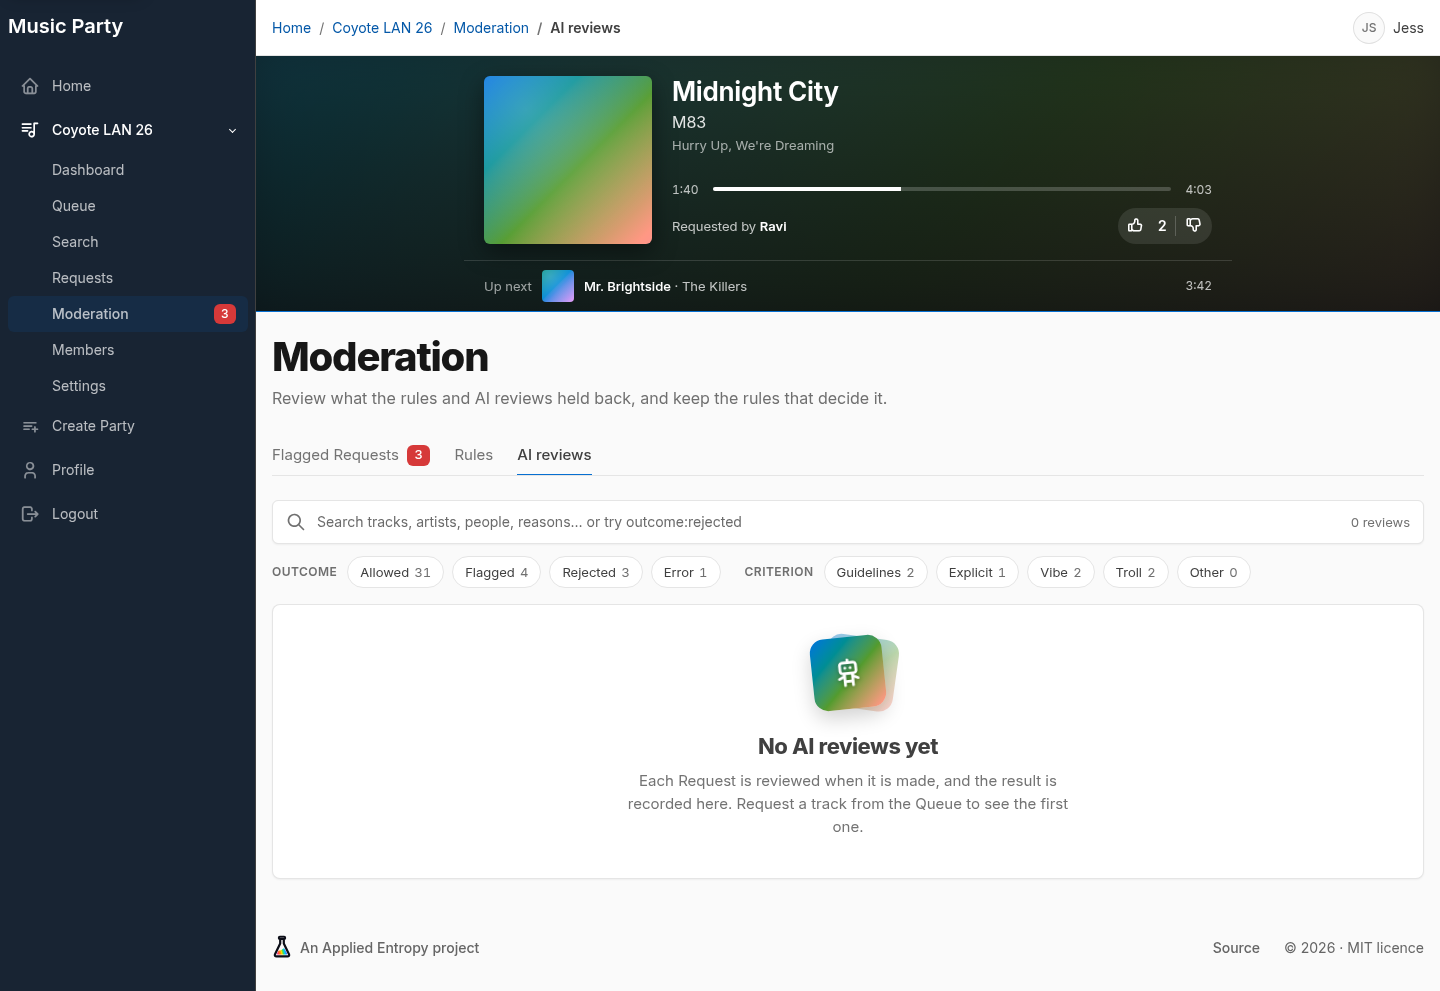 Music Party
Home / Coyote LAN 26 / Moderation / AI reviews
JS Jess
Home
Coyote LAN 26
Dashboard
Queue
Search
Requests
Moderation 3
Members
Settings
Create Party
Profile
Logout
Midnight City
M83
Hurry Up, We're Dreaming
1:40 4:03
Requested by Ravi
2
Up next Mr. Brightside · The Killers 3:42
Moderation
Review what the rules and AI reviews held back, and keep the rules that decide it.
Flagged Requests 3 Rules AI reviews
Search tracks, artists, people, reasons... or try outcome:rejected 0 reviews
OUTCOME Allowed 31 Flagged 4 Rejected 3 Error 1 CRITERION Guidelines 2 Explicit 1 Vibe 2 Troll 2 Other 0
No AI reviews yet
Each Request is reviewed when it is made, and the result is
recorded here. Request a track from the Queue to see the first
one.
An Applied Entropy project
Source © 2026 · MIT licence